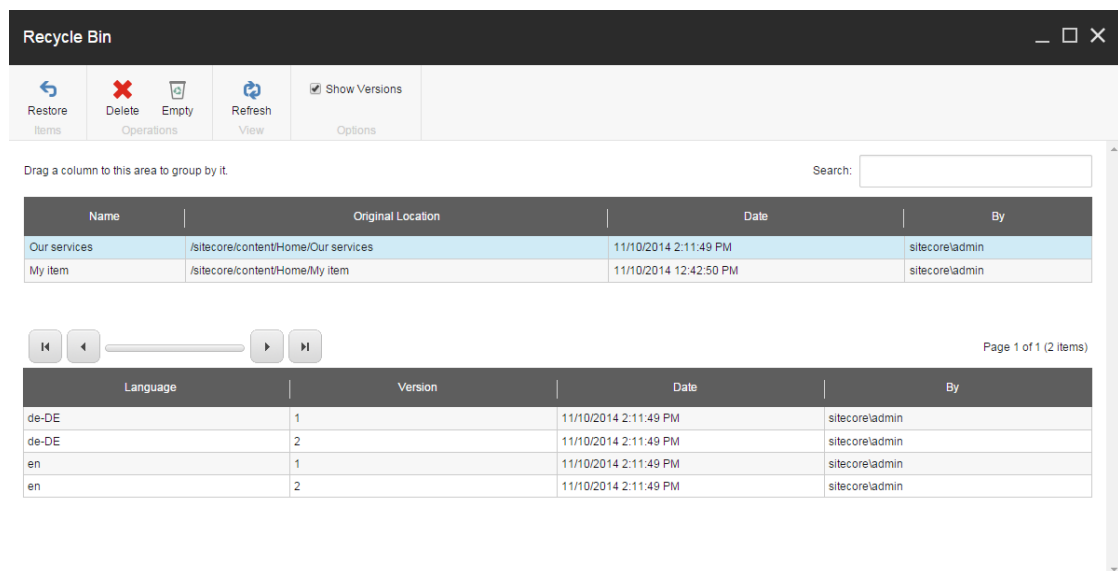 Recycle Bin
Restore Delete Empty Refresh Show Versions
Items Operations View Options
Drag a column to this area to group by it. Search:
Name Original Location Date By
Our services /sitecore/content/Home/Our services 11/10/2014 2:11:49 PM sitecore\admin
My item /sitecore/content/Home/My item 11/10/2014 12:42:50 PM sitecore\admin
Page 1 of 1 (2 items)
Language Version Date By
de-DE 1 11/10/2014 2:11:49 PM sitecore\admin
de-DE 2 11/10/2014 2:11:49 PM sitecore\admin
en 1 11/10/2014 2:11:49 PM sitecore\admin
en 2 11/10/2014 2:11:49 PM sitecore\admin